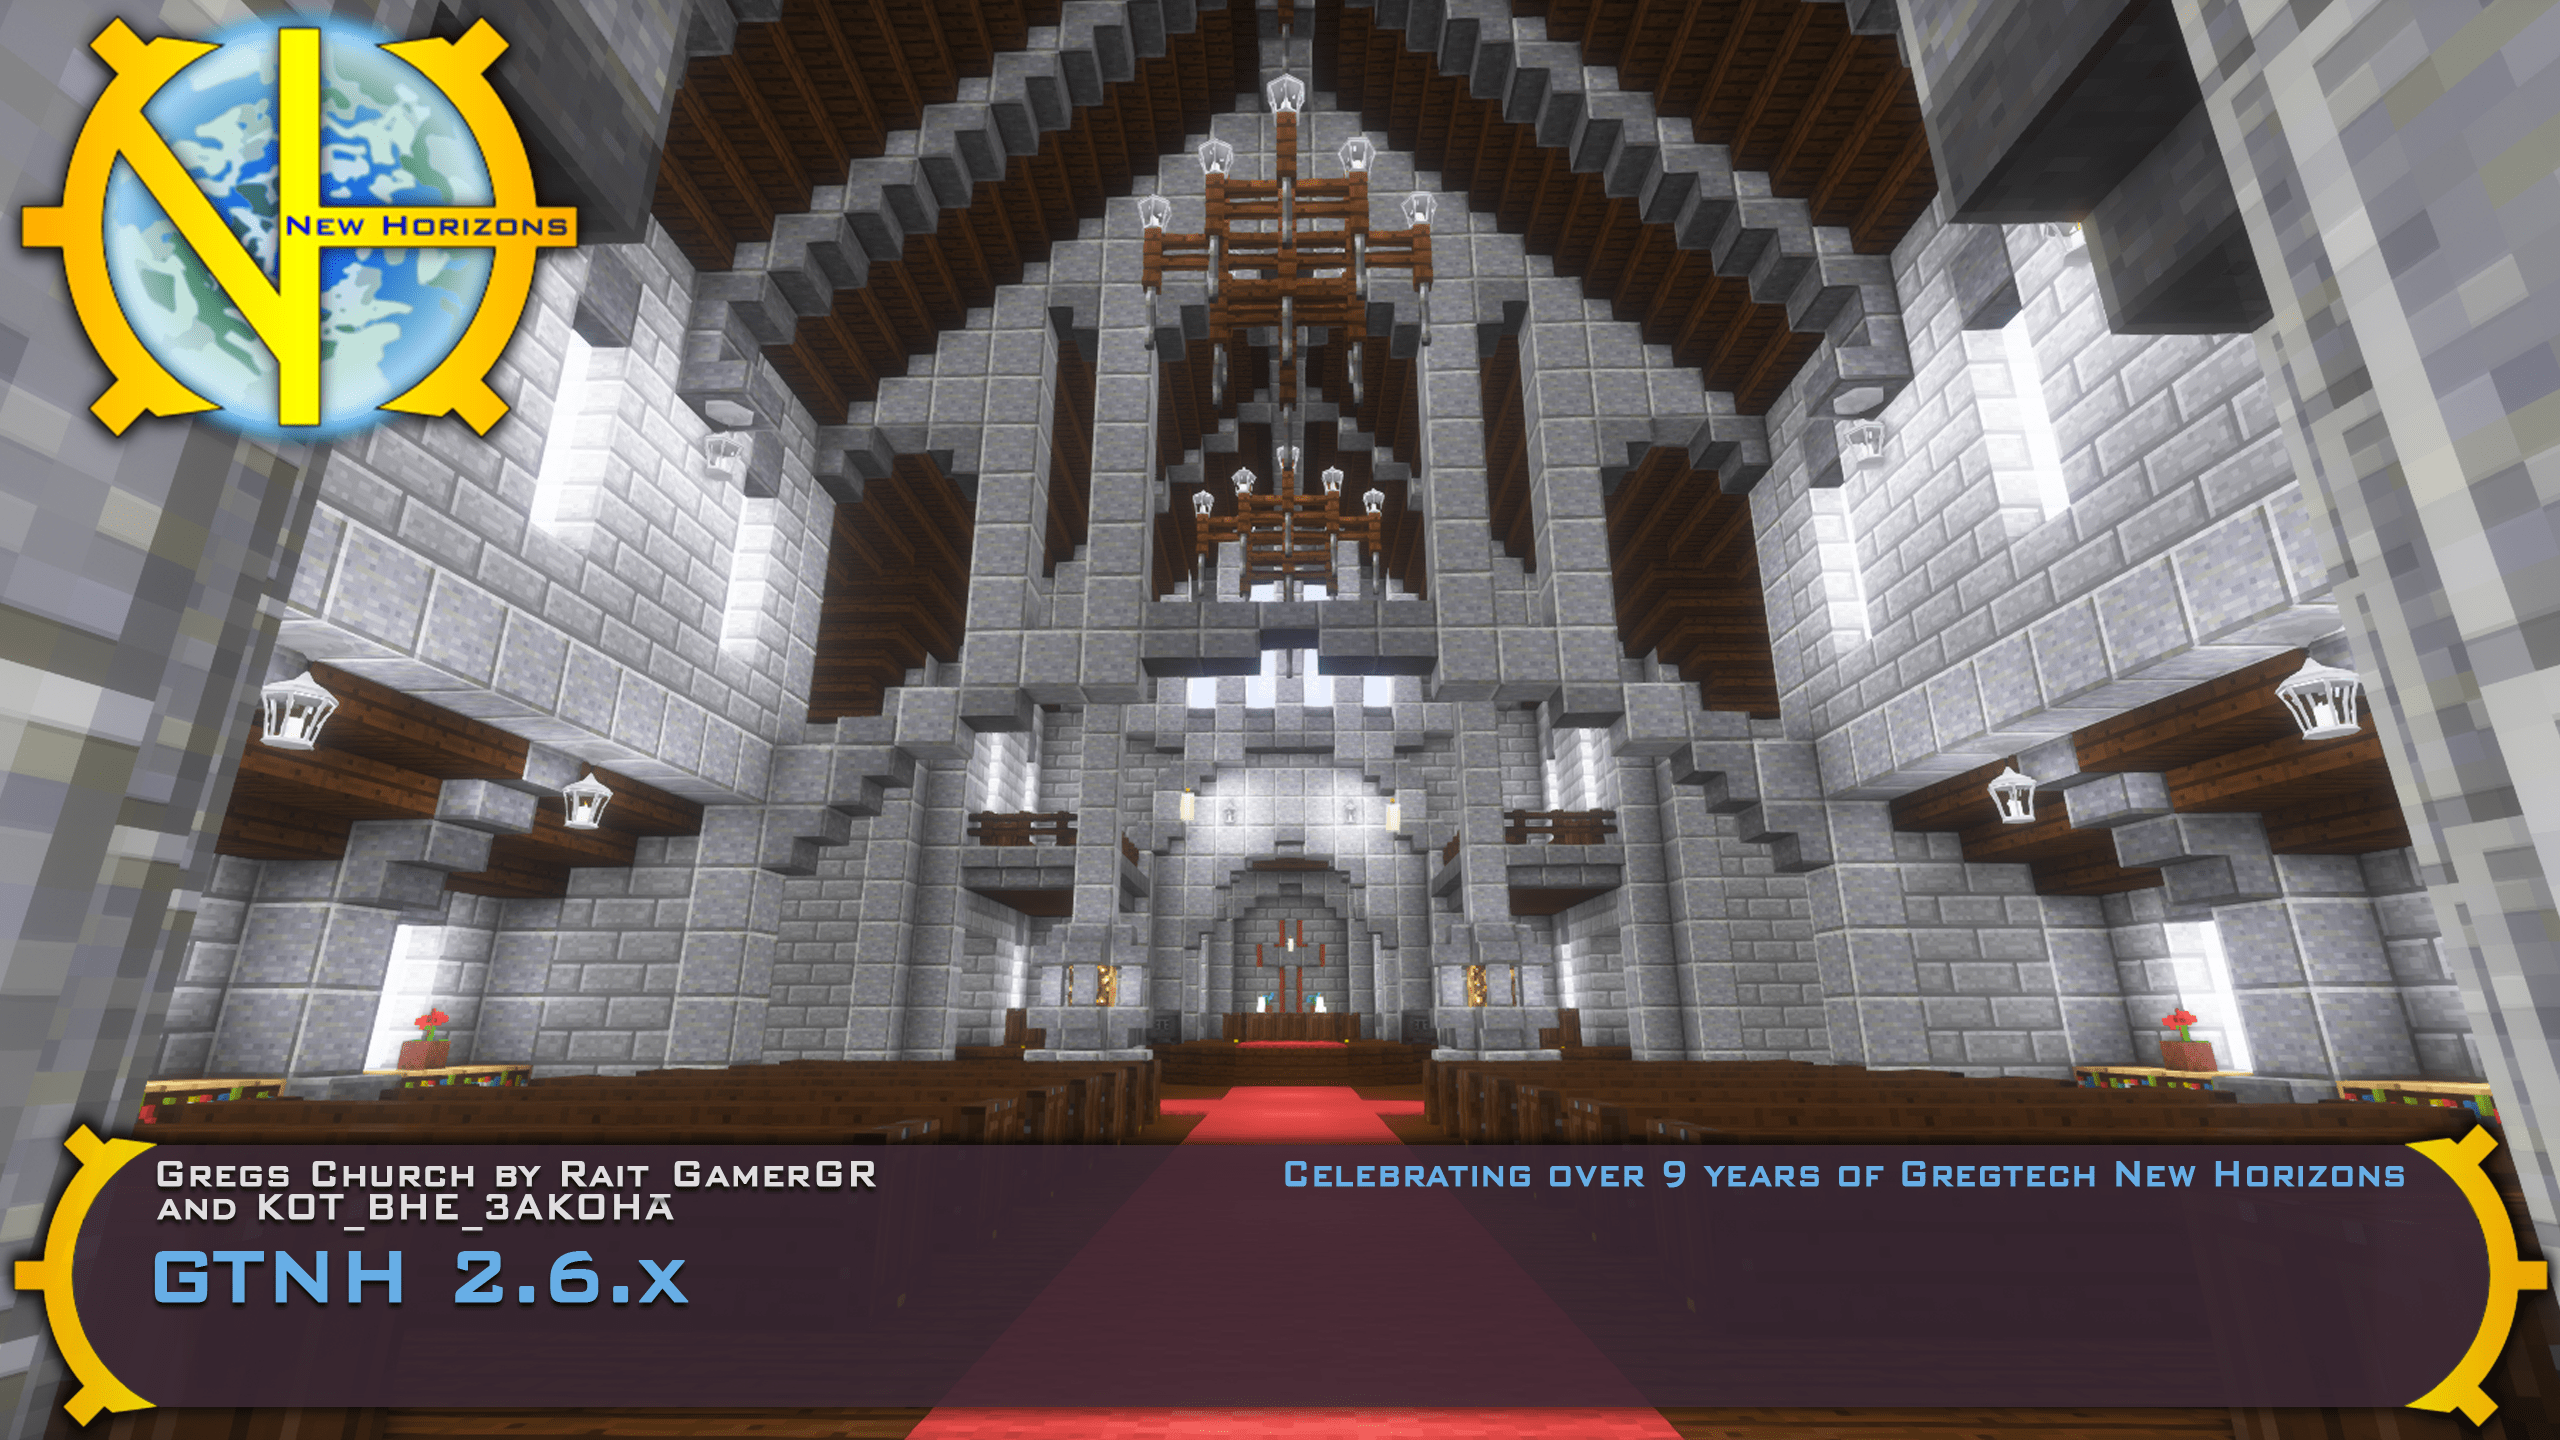 New Horizons
Gregs Church by Rait_GamerGR
and KOT_BHE_3AKOHA
Celebrating over 9 years of Gregtech New Horizons
GTNH 2.6.x